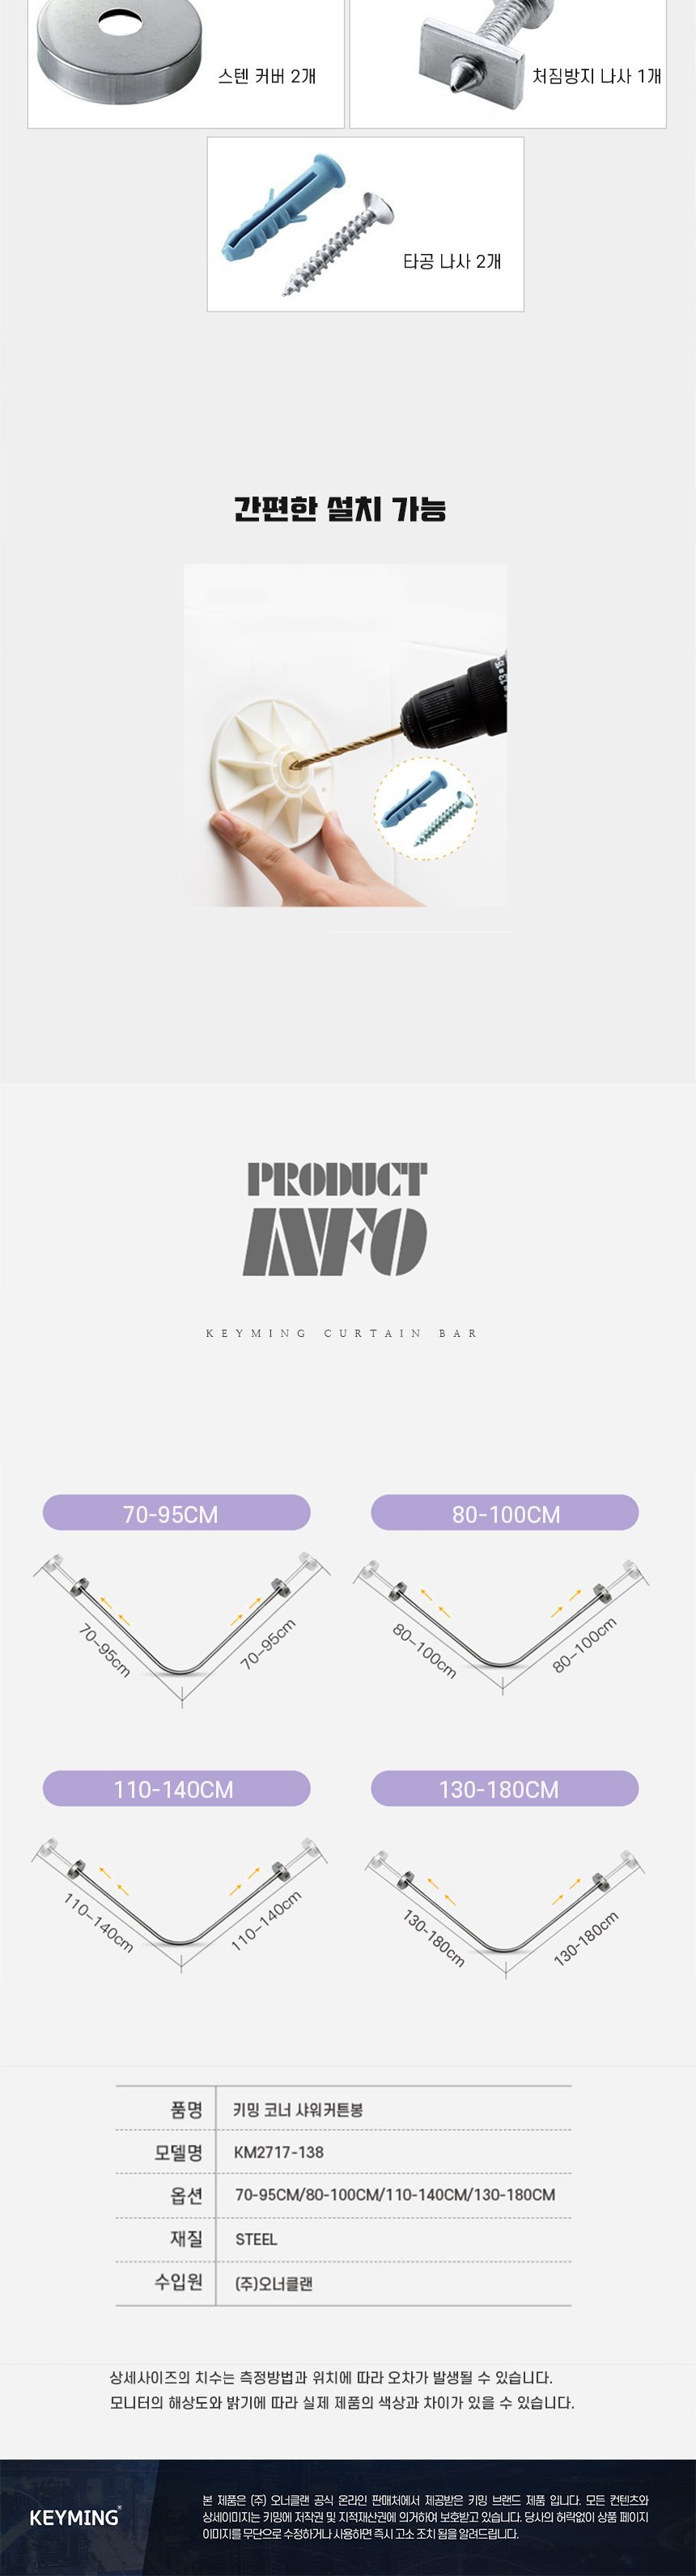 스텐 커버 2개
처짐방지 나사 1개
타공 나사 2개
간편한 설치 가능
PRODUCT
INFO
KEYMING CURTAIN BAR
70-95CM
80-100CM
70-95cm
70-95cm
80-100cm
80-100cm
110-140CM
130-180CM
110-140cm
110-140cm
130-180cm
130-180cm
품명 키밍 코너 샤워커튼봉
모델명 KM2717-138
옵션 70-95CM/80-100CM/110-140CM/130-180CM
재질 STEEL
수입원 (주)오너클랜
상세사이즈의 치수는 측정방법과 위치에 따라 오차가 발생될 수 있습니다.
모니터의 해상도와 밝기에 따라 실제 제품의 색상과 차이가 있을 수 있습니다.
KEYMING
본 제품은 (주) 오너클랜 공식 온라인 판매처에서 제공받은 키밍 브랜드 제품 입니다. 모든 컨텐츠와
상세이미지는 키밍에 저작권 및 지적재산권에 의거하여 보호받고 있습니다. 당사의 허락없이 상품 페이지
이미지를 무단으로 수정하거나 사용하면 즉시 고소 조치 됨을 알려드립니다.